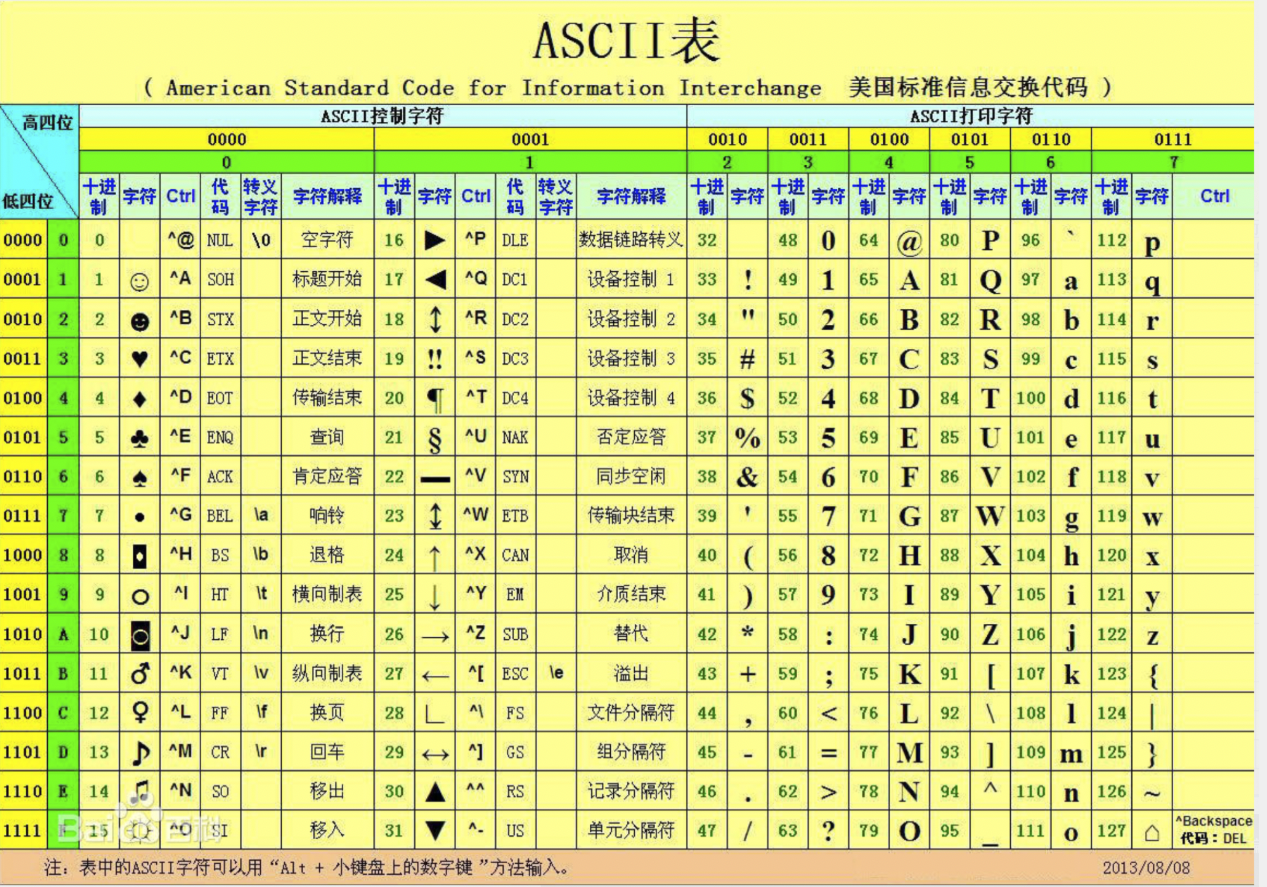 ASCII表
( American Standard Code for Information Interchange 美国标准信息交换代码 )
高四位 ASCII控制字符 ASCII打印字符
0000 0001 0010 0011 0100 0101 0110 0111
0 1 2 3 4 5 6 7
低四位 十进制 字符 Ctrl 代码 转义字符 字符解释 十进制 字符 Ctrl 代码 转义字符 字符解释 十进制 字符 十进制 字符 十进制 字符 十进制 字符 十进制 字符 十进制 字符 Ctrl
0000 0 0 ^@ NUL \0 空字符 16 ► ^P DLE 数据链路转义 32 48 0 64 @ 80 P 96 ` 112 p
0001 1 1 ☺ ^A SOH 标题开始 17 ◄ ^Q DC1 设备控制 1 33 ! 49 1 65 A 81 Q 97 a 113 q
0010 2 2 ☻ ^B STX 正文开始 18 ↕ ^R DC2 设备控制 2 34 " 50 2 66 B 82 R 98 b 114 r
0011 3 3 ♥ ^C ETX 正文结束 19 ‼ ^S DC3 设备控制 3 35 # 51 3 67 C 83 S 99 c 115 s
0100 4 4 ♦ ^D EOT 传输结束 20 ¶ ^T DC4 设备控制 4 36 $ 52 4 68 D 84 T 100 d 116 t
0101 5 5 ♣ ^E ENQ 查询 21 § ^U NAK 否定应答 37 % 53 5 69 E 85 U 101 e 117 u
0110 6 6 ♠ ^F ACK 肯定应答 22 ▬ ^V SYN 同步空闲 38 & 54 6 70 F 86 V 102 f 118 v
0111 7 7 • ^G BEL \a 响铃 23 ↨ ^W ETB 传输块结束 39 ' 55 7 71 G 87 W 103 g 119 w
1000 8 8 ◘ ^H BS \b 退格 24 ↑ ^X CAN 取消 40 ( 56 8 72 H 88 X 104 h 120 x
1001 9 9 ○ ^I HT \t 横向制表 25 ↓ ^Y EM 介质结束 41 ) 57 9 73 I 89 Y 105 i 121 y
1010 A 10 ◙ ^J LF \n 换行 26 → ^Z SUB 替代 42 * 58 : 74 J 90 Z 106 j 122 z
1011 B 11 ♂ ^K VT \v 纵向制表 27 ← ^[ ESC \e 溢出 43 + 59 ; 75 K 91 [ 107 k 123 {
1100 C 12 ♀ ^L FF \f 换页 28 ∟ ^\ FS 文件分隔符 44 , 60 < 76 L 92 \ 108 l 124 |
1101 D 13 ♪ ^M CR \r 回车 29 ↔ ^] GS 组分隔符 45 - 61 = 77 M 93 ] 109 m 125 }
1110 E 14 ♫ ^N SO 移出 30 ▲ ^^ RS 记录分隔符 46 . 62 > 78 N 94 ^ 110 n 126 ~
1111 F 15 ☼ ^O SI 移入 31 ▼ ^- US 单元分隔符 47 / 63 ? 79 O 95 _ 111 o 127 ⌂ ^Backspace 代码：DEL
Bai 百科
注：表中的ASCII字符可以用“Alt + 小键盘上的数字键”方法输入。 2013/08/08